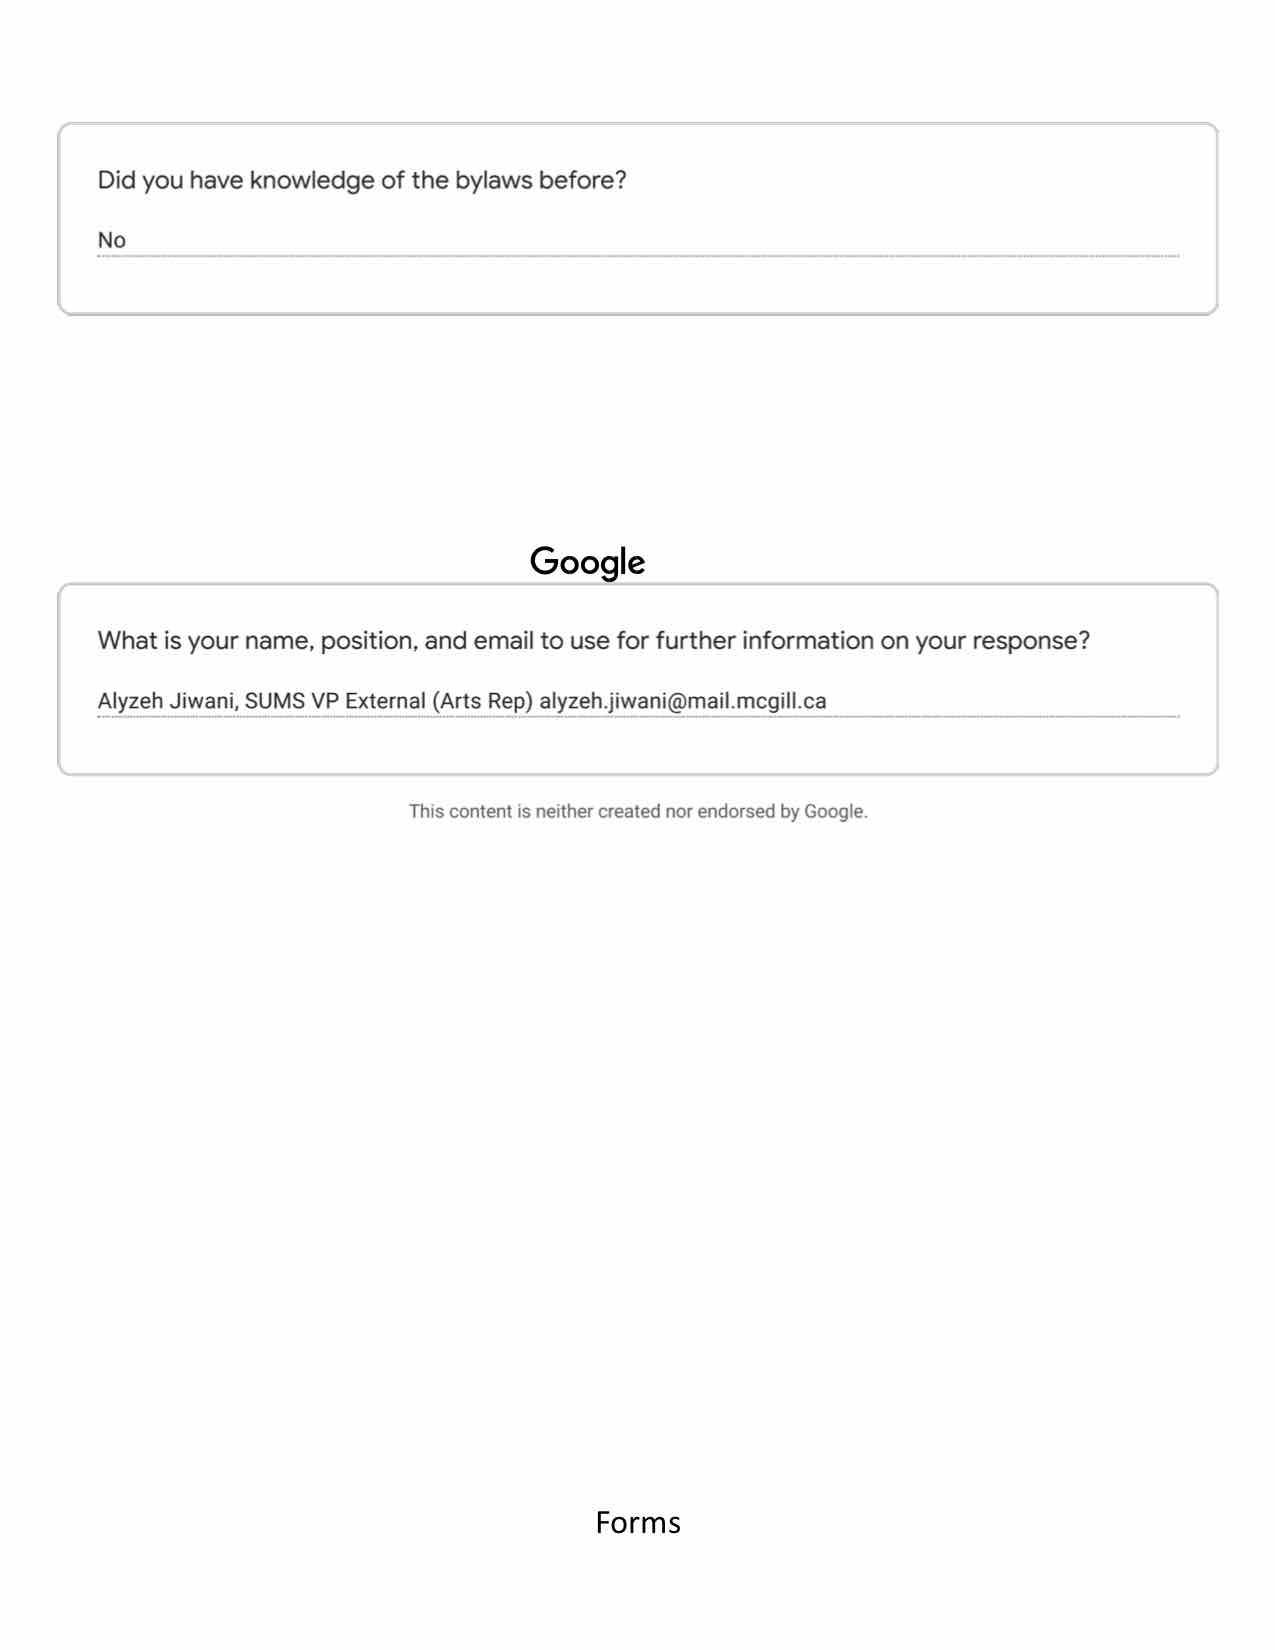 Did you have knowledge of the bylaws before?
No
Google
What is your name, position, and email to use for further information on your response?
Alyzeh Jiwani, SUMS VP External (Arts Rep) alyzeh.jiwani@mail.mcgill.ca
This content is neither created nor endorsed by Google.
Forms